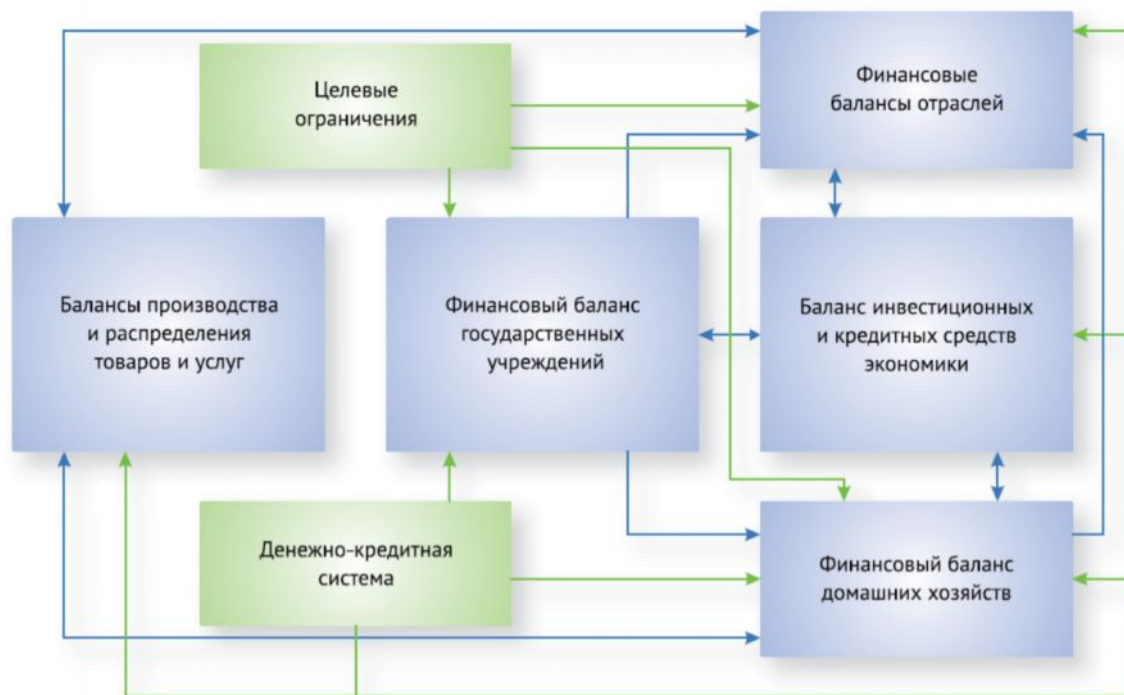 Целевые
ограничения
Финансовые
балансы отраслей
Балансы производства
и распределения
товаров и услуг
Финансовый баланс
государственных
учреждений
Баланс инвестиционных
и кредитных средств
экономики
Денежно-кредитная
система
Финансовый баланс
домашних хозяйств